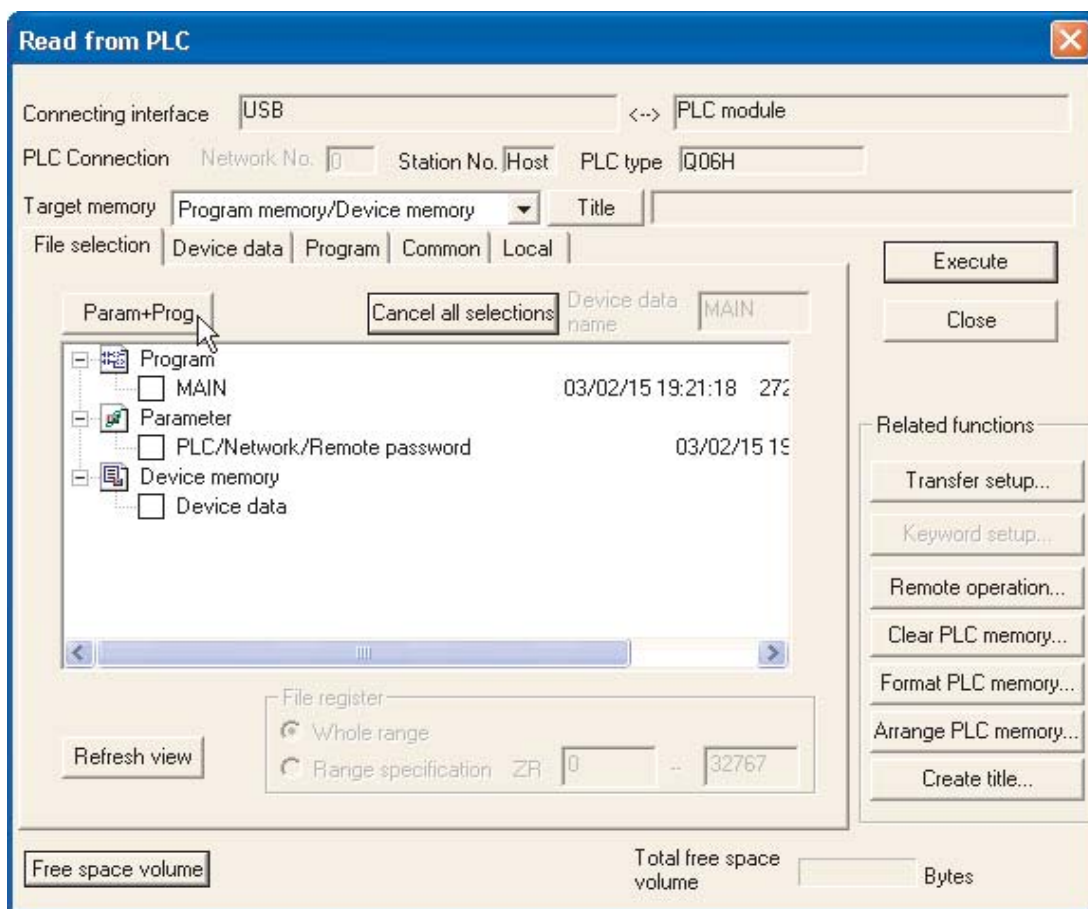 Read from PLC
Connecting interface USB <--> PLC module
PLC Connection Network No. 0 Station No. Host PLC type Q06H
Target memory Program memory/Device memory Title
File selection Device data Program Common Local
Execute
Param+Prog Cancel all selections Device data name MAIN
Close
Program
MAIN 03/02/15 19:21:18 272
Parameter
PLC/Network/Remote password 03/02/15 19
Device memory
Device data
Related functions
Transfer setup...
Keyword setup...
Remote operation...
Clear PLC memory...
Format PLC memory...
Arrange PLC memory...
Create title...
File register
Whole range
Refresh view
Range specification ZR 0 -- 32767
Free space volume
Total free space volume Bytes